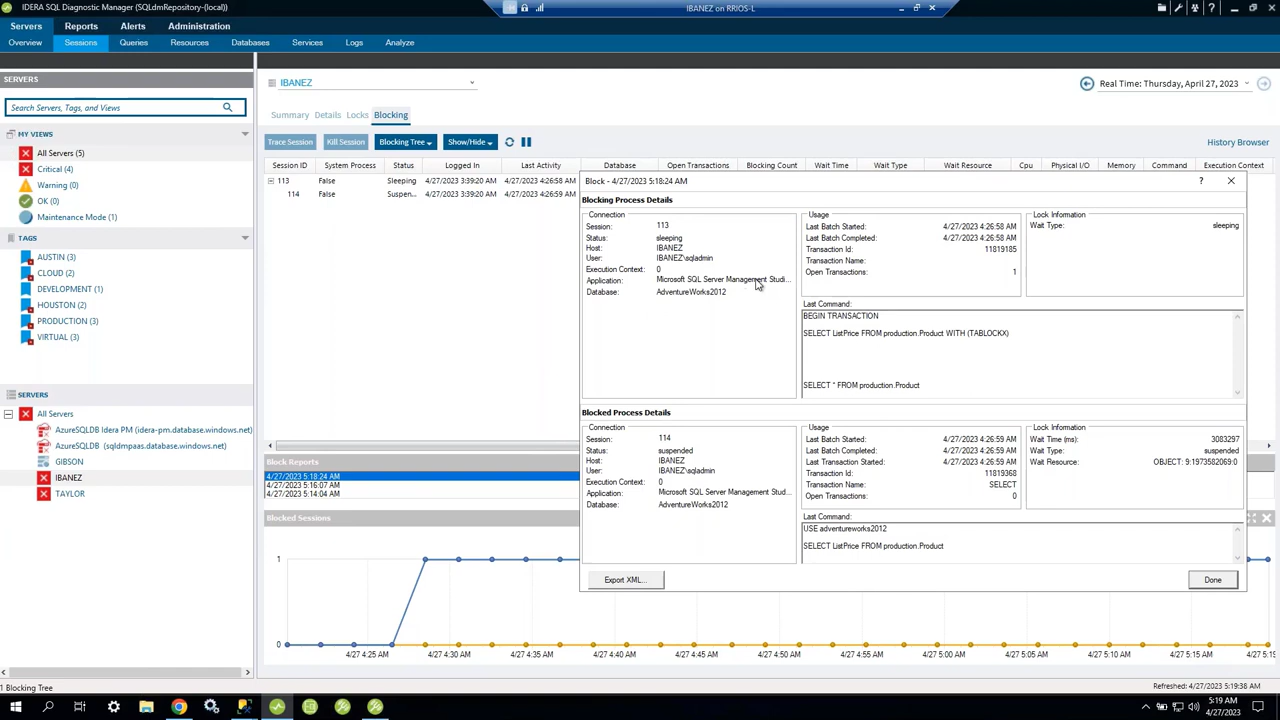 IDERA SQL Diagnostic Manager (SQLdmRepository-(local))
IBANEZ on RRIOS-L
Servers Reports Alerts Administration
Overview Sessions Queries Resources Databases Services Logs Analyze
SERVERS
Search Servers, Tags, and Views
MY VIEWS
All Servers (5)
Critical (4)
Warning (0)
OK (0)
Maintenance Mode (1)
TAGS
AUSTIN (3)
CLOUD (2)
DEVELOPMENT (1)
HOUSTON (2)
PRODUCTION (3)
VIRTUAL (3)
SERVERS
All Servers
AzureSQLDB Idera PM (idera-pm.database.windows.net)
AzureSQLDB (sqldmpaas.database.windows.net)
GIBSON
IBANEZ
TAYLOR
1 Blocking Tree
IBANEZ
Real Time: Thursday, April 27, 2023
Summary Details Locks Blocking
Trace Session Kill Session Blocking Tree Show/Hide
History Browser
Session ID System Process Status Logged In Last Activity Database Open Transactions Blocking Count Wait Time Wait Type Wait Resource Cpu Physical I/O Memory Command Execution Context
113 False Sleeping 4/27/2023 3:39:20 AM 4/27/2023 4:26:58 AM
114 False Suspen... 4/27/2023 3:39:20 AM 4/27/2023 4:26:59 AM
Block Reports
4/27/2023 5:18:24 AM
4/27/2023 5:16:07 AM
4/27/2023 5:14:04 AM
Blocked Sessions
1
0
4/27 4:25 AM 4/27 4:30 AM 4/27 4:35 AM 4/27 4:40 AM 4/27 4:45 AM 4/27 4:50 AM 4/27 4:55 AM 4/27 5:00 AM 4/27 5:05 AM 4/27 5:10 AM 4/27 5:15 AM 4/27 5:19
Block - 4/27/2023 5:18:24 AM
?
Blocking Process Details
Connection
Session: 113
Status: sleeping
Host: IBANEZ
User: IBANEZ\sqladmin
Execution Context: 0
Application: Microsoft SQL Server Management Studi...
Database: AdventureWorks2012
Usage
Last Batch Started: 4/27/2023 4:26:58 AM
Last Batch Completed: 4/27/2023 4:26:58 AM
Transaction Id: 11819185
Transaction Name:
Open Transactions: 1
Lock Information
Wait Type: sleeping
Last Command:
BEGIN TRANSACTION
SELECT ListPrice FROM production.Product WITH (TABLOCKX)
SELECT * FROM production.Product
Blocked Process Details
Connection
Session: 114
Status: suspended
Host: IBANEZ
User: IBANEZ\sqladmin
Execution Context: 0
Application: Microsoft SQL Server Management Stud...
Database: AdventureWorks2012
Usage
Last Batch Started: 4/27/2023 4:26:59 AM
Last Batch Completed: 4/27/2023 4:26:59 AM
Last Transaction Started: 4/27/2023 4:26:59 AM
Transaction Id: 11819368
Transaction Name: SELECT
Open Transactions: 0
Lock Information
Wait Time (ms): 3083297
Wait Type: suspended
Wait Resource: OBJECT: 9:1973582069:0
Last Command:
USE adventureworks2012
SELECT ListPrice FROM production.Product
Export XML...
Done
Refreshed: 4/27/2023 5:19:38 AM
5:19 AM
4/27/2023